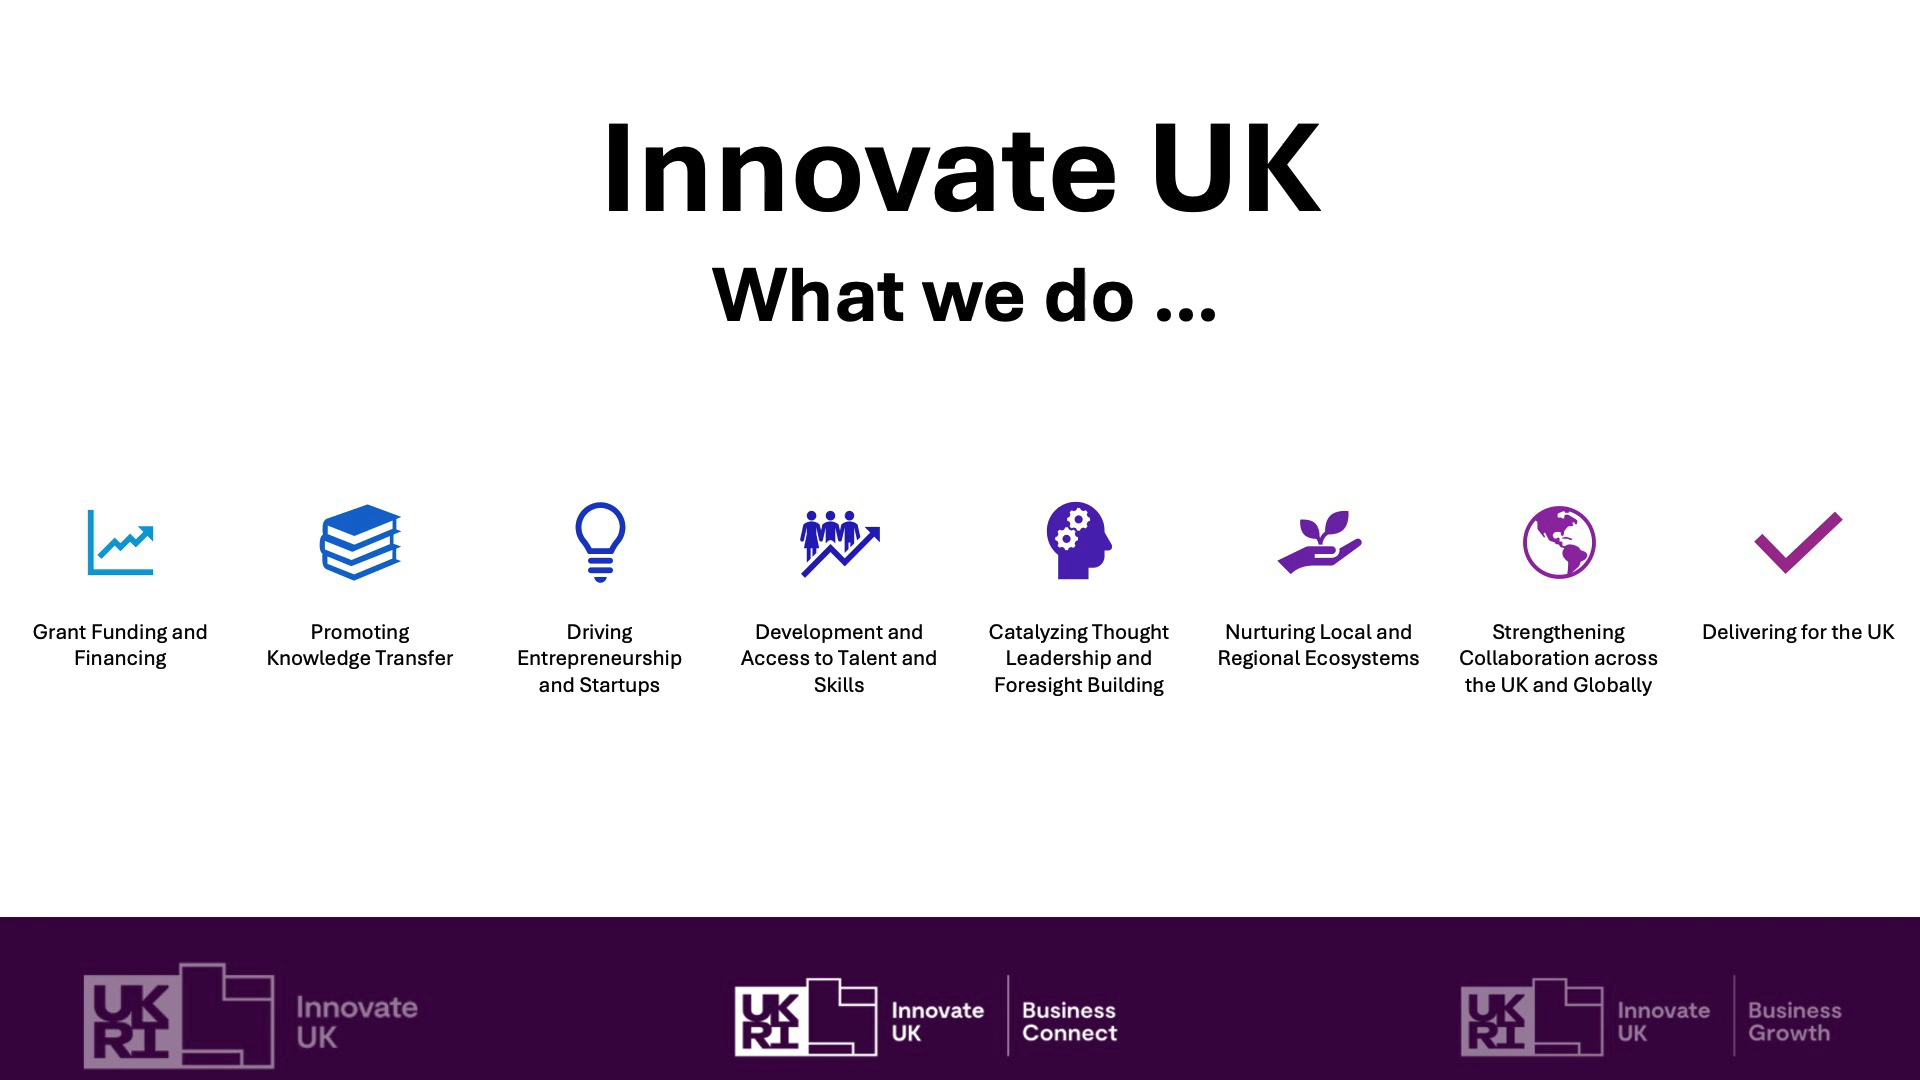 Innovate UK
What we do ...
Grant Funding and
Financing
Promoting
Knowledge Transfer
Driving
Entrepreneurship
and Startups
Development and
Access to Talent and
Skills
Catalyzing Thought
Leadership and
Foresight Building
Nurturing Local and
Regional Ecosystems
Strengthening
Collaboration across
the UK and Globally
Delivering for the UK
UK
RI
Innovate
UK
UK
RI
Innovate
UK
Business
Connect
UK
RI
Innovate
UK
Business
Growth